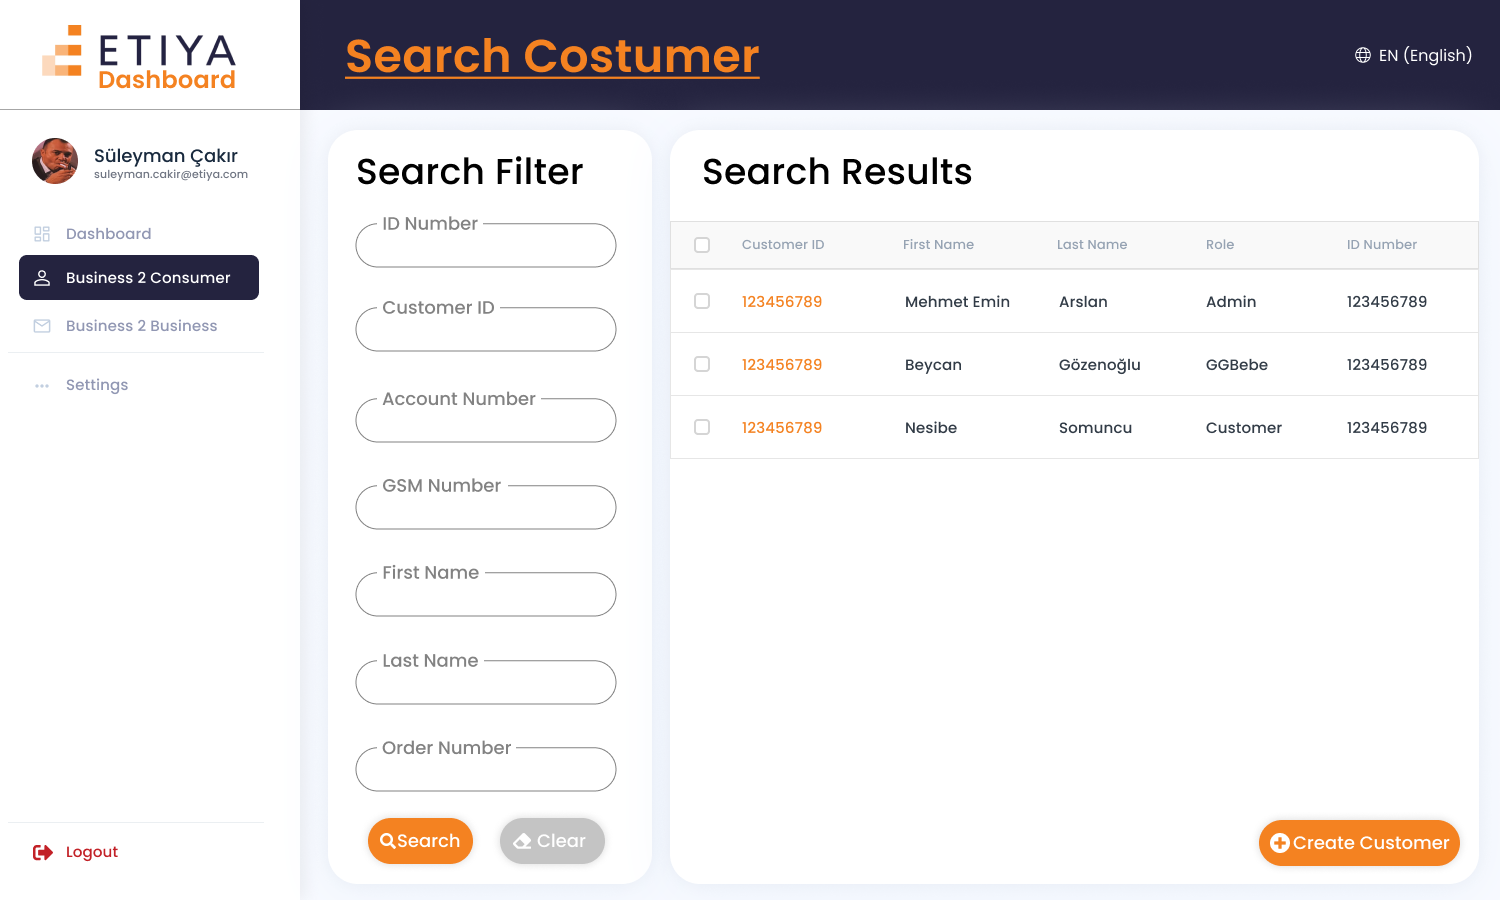 ETIYA
Dashboard
Search Costumer
EN (English)
Süleyman Çakır
suleyman.cakir@etiya.com
Dashboard
Business 2 Consumer
Business 2 Business
Settings
Logout
Search Filter
ID Number
Customer ID
Account Number
GSM Number
First Name
Last Name
Order Number
Search
Clear
Search Results
Customer ID First Name Last Name Role ID Number
123456789 Mehmet Emin Arslan Admin 123456789
123456789 Beycan Gözenoğlu GGBebe 123456789
123456789 Nesibe Somuncu Customer 123456789
Create Customer